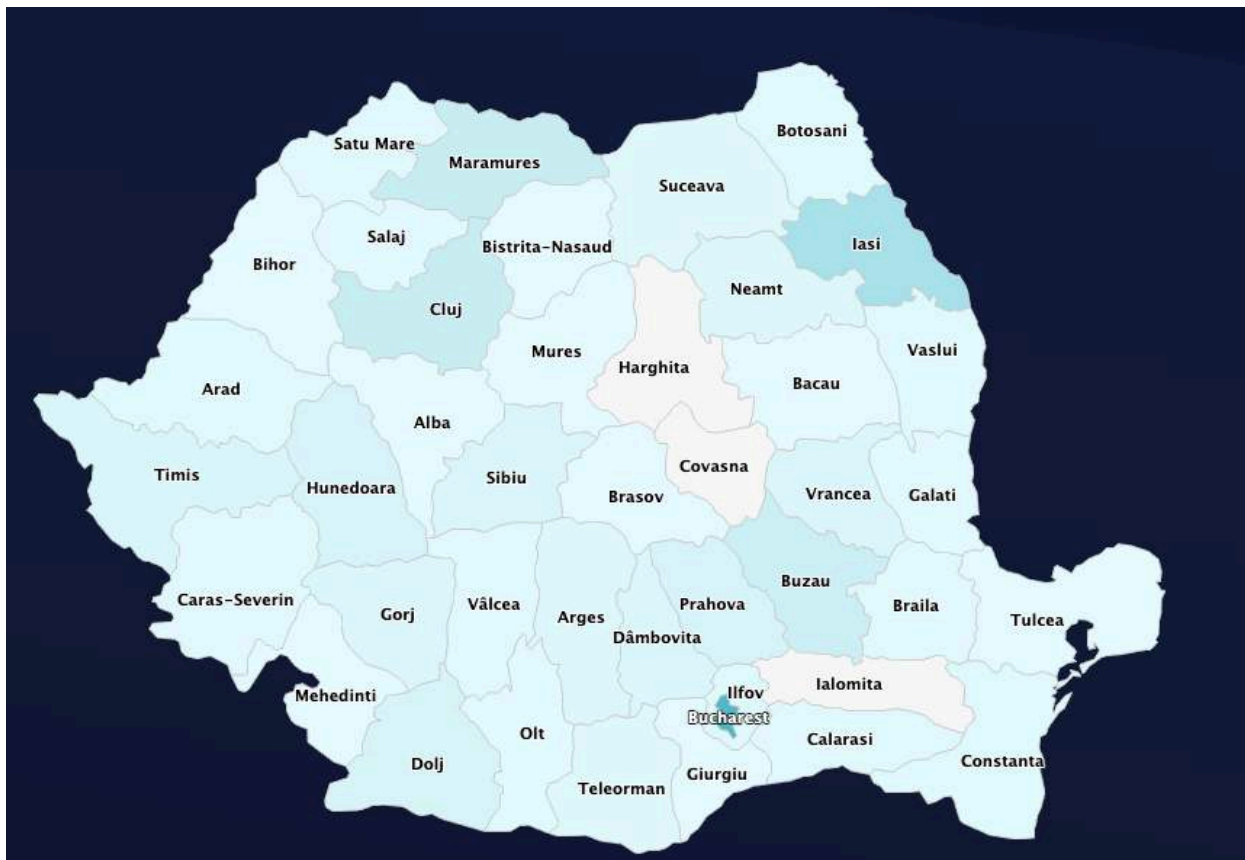 Botosani
Satu Mare
Maramures
Suceava
Salaj
Bistrita-Nasaud
Iasi
Bihor
Neamt
Cluj
Mures
Vaslui
Harghita
Bacau
Arad
Alba
Covasna
Timis
Sibiu
Hunedoara
Brasov
Vrancea
Galati
Buzau
Caras-Severin
Vâlcea
Prahova
Braila
Gorj
Arges
Tulcea
Dâmbovita
Ialomita
Ilfov
Mehedinti
Bucharest
Olt
Calarasi
Dolj
Constanta
Giurgiu
Teleorman